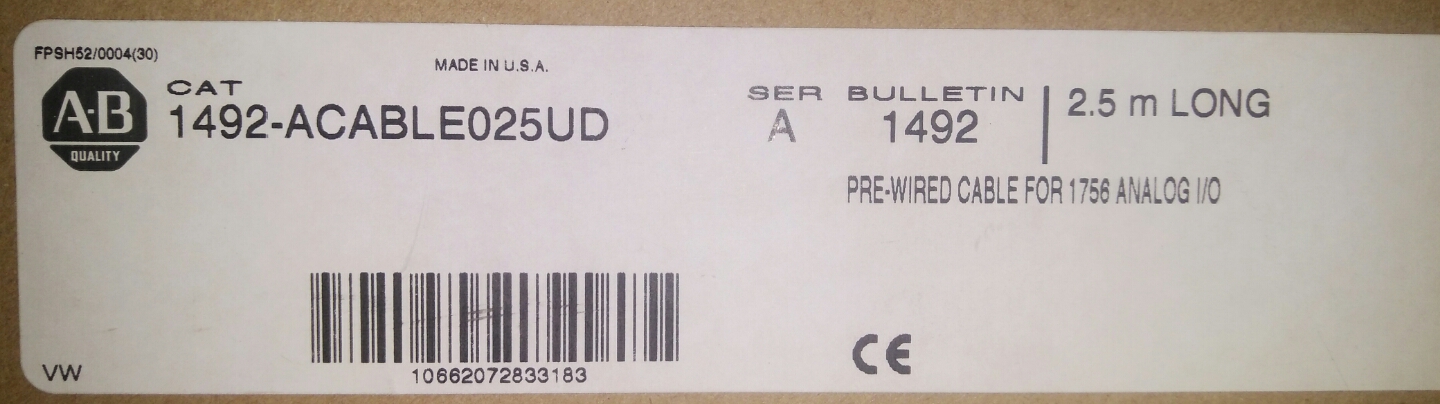 FPSH52/0004(30)
MADE IN U.S.A.
A-B
QUALITY
CAT
1492-ACABLE025UD
SER
A
BULLETIN
1492
2.5 m LONG
PRE-WIRED CABLE FOR 1756 ANALOG I/O
10662072833183
VW
CE